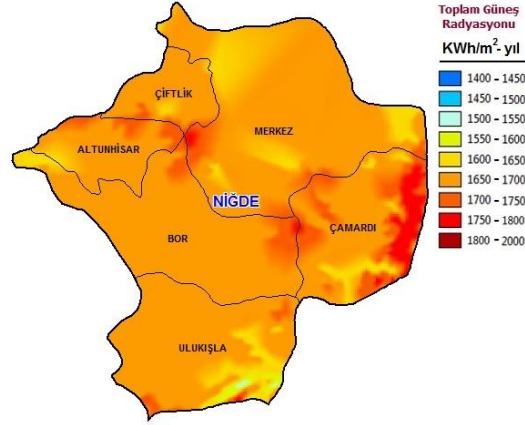 Toplam Güneş
Radyasyonu
KWh/m²- yıl
1400 - 1450
1450 - 1500
1500 - 1550
1550 - 1600
1600 - 1650
1650 - 1700
1700 - 1750
1750 - 1800
1800 - 2000
ÇİFTLİK
ALTUNHİSAR
MERKEZ
NİĞDE
ÇAMARDI
BOR
ULUKIŞLA